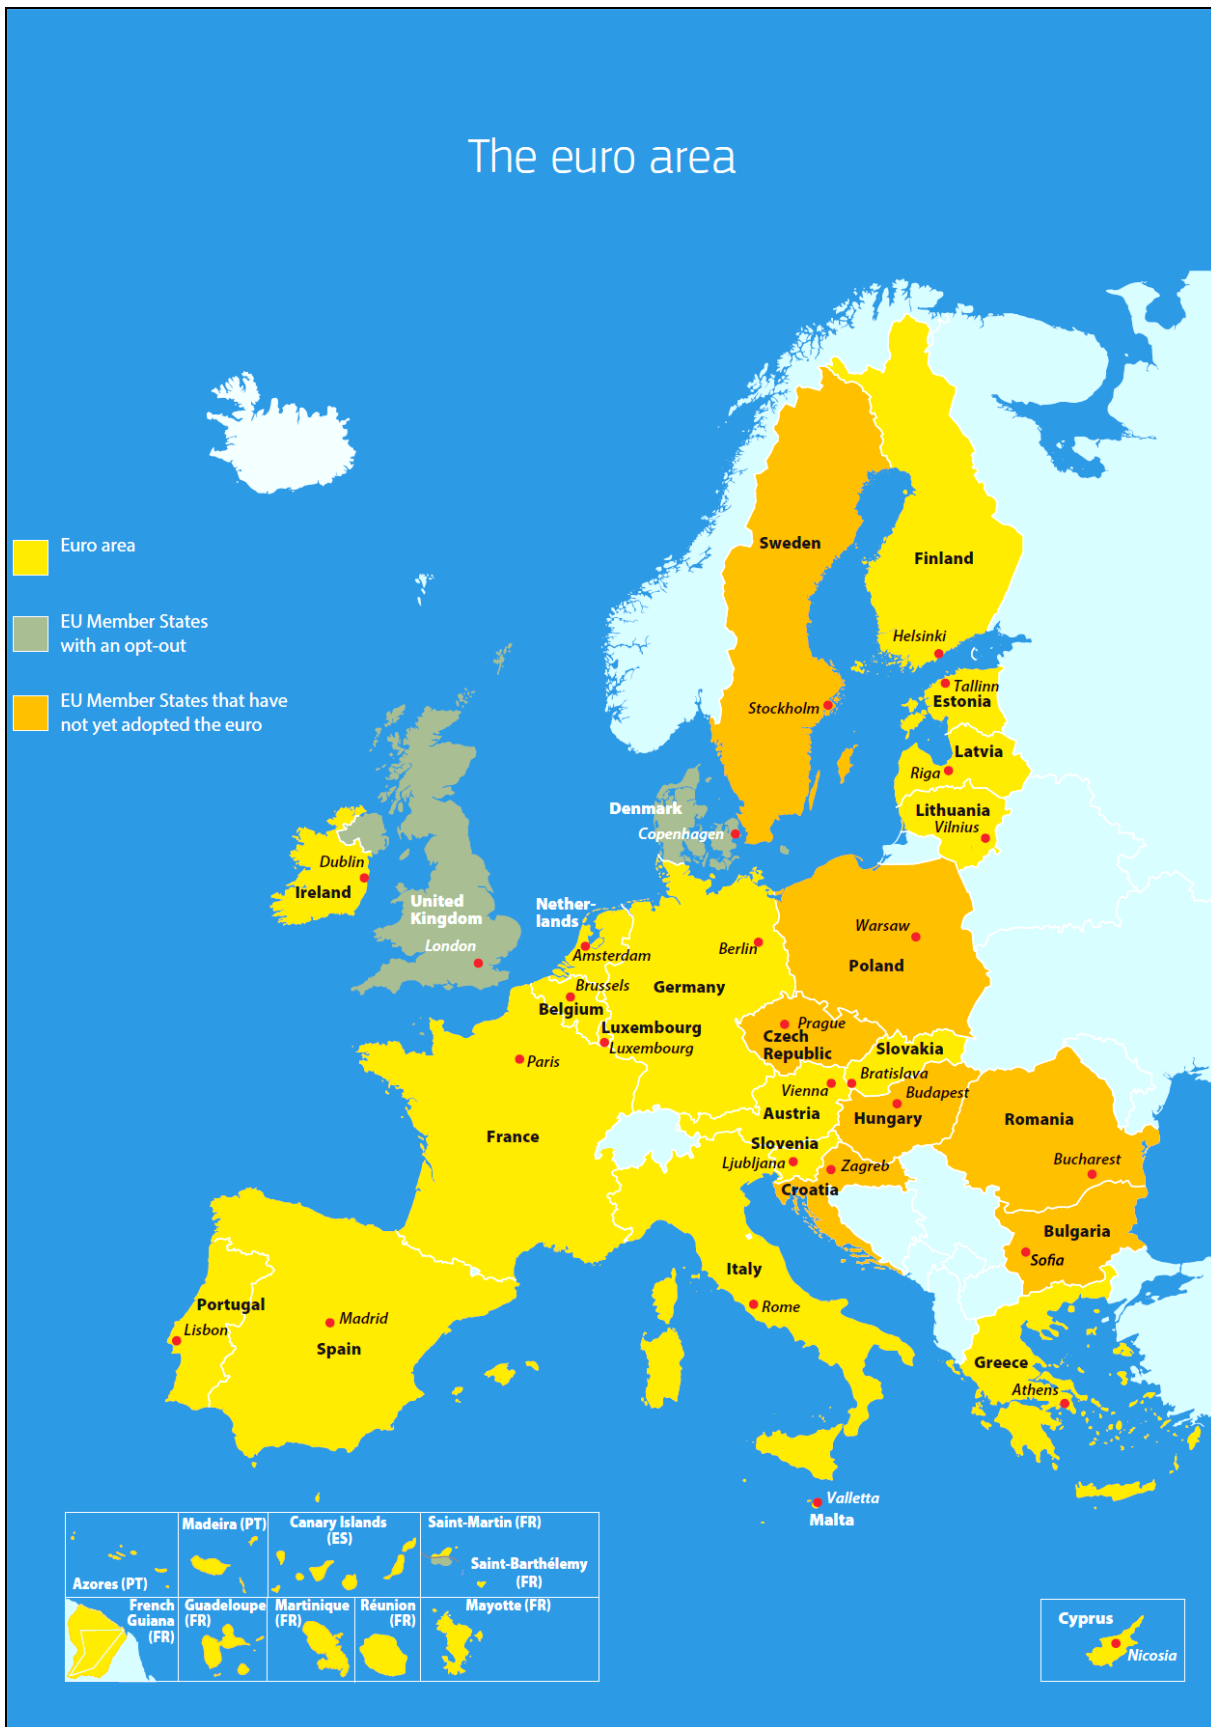 The euro area
Euro area
EU Member States
with an opt-out
EU Member States that have
not yet adopted the euro
Sweden
Finland
Helsinki
Tallinn
Estonia
Stockholm
Latvia
Riga
Lithuania
Vilnius
Denmark
Copenhagen
Dublin
Ireland
United
Kingdom
London
Nether-
lands
Amsterdam
Berlin
Warsaw
Poland
Brussels
Belgium
Germany
Luxembourg
Luxembourg
Prague
Czech
Republic
Slovakia
Bratislava
Paris
Vienna
Austria
Budapest
Hungary
Romania
France
Slovenia
Ljubljana
Zagreb
Croatia
Bucharest
Bulgaria
Sofia
Italy
Rome
Portugal
Lisbon
Madrid
Spain
Greece
Athens
Valletta
Malta
Azores (PT)
Madeira (PT)
Canary Islands
(ES)
Saint-Martin (FR)
Saint-Barthélemy
(FR)
French
Guiana
(FR)
Guadeloupe
(FR)
Martinique
(FR)
Réunion
(FR)
Mayotte (FR)
Cyprus
Nicosia